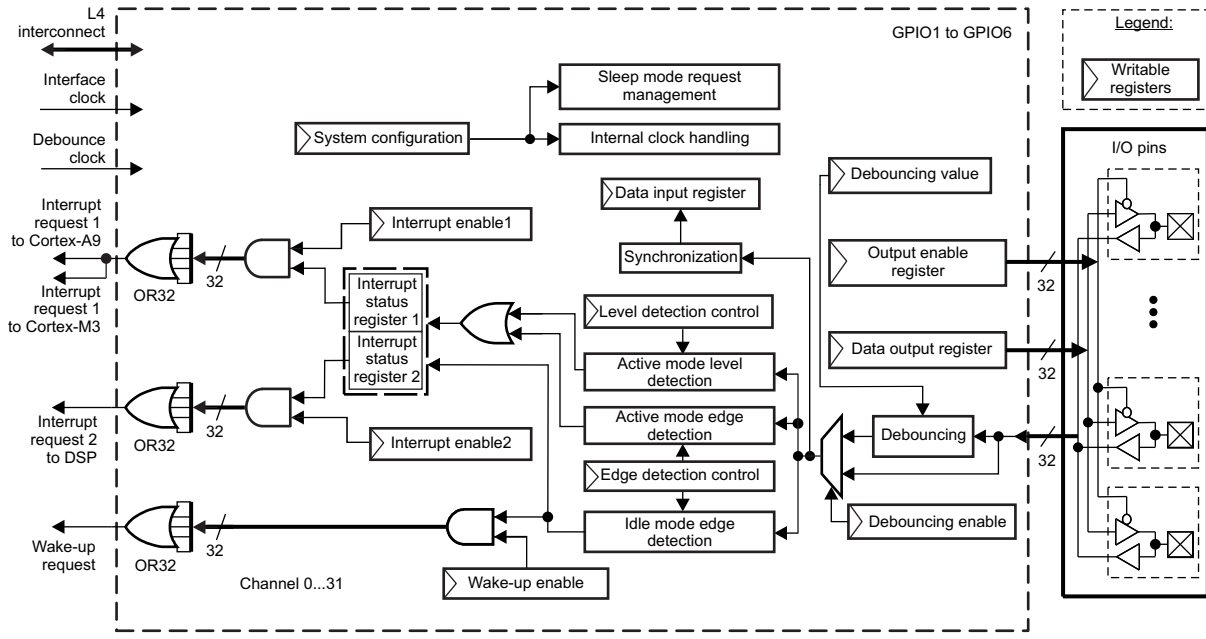 L4
interconnect
GPIO1 to GPIO6
Legend:
Writable
registers
Interface
clock
Sleep mode request
management
System configuration
Internal clock handling
Debounce
clock
I/O pins
Debouncing value
Data input register
Interrupt
request 1
to Cortex-A9
Interrupt enable1
Output enable
register
Synchronization
32
32
OR32
Interrupt
request 1
to Cortex-M3
Interrupt
status
register 1
Level detection control
Data output register
32
Interrupt
status
register 2
Active mode level
detection
Active mode edge
detection
Debouncing
32
32
OR32
Interrupt
request 2
to DSP
Interrupt enable2
Edge detection control
Debouncing enable
Idle mode edge
detection
32
OR32
Wake-up
request
Channel 0...31
Wake-up enable